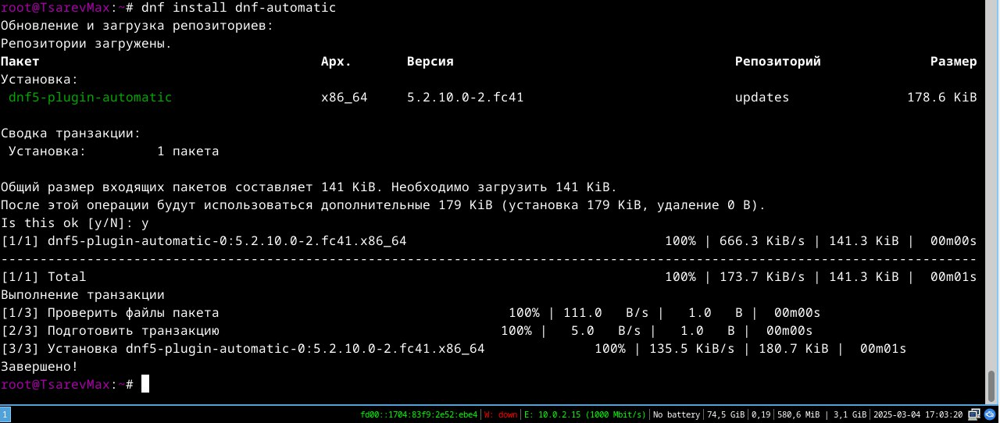 root@TsarevMax:~# dnf install dnf-automatic
Обновление и загрузка репозиториев:
Репозитории загружены.
Пакет Арх. Версия Репозиторий Размер
Установка:
dnf5-plugin-automatic x86_64 5.2.10.0-2.fc41 updates 178.6 KiB
Сводка транзакции:
Установка: 1 пакета
Общий размер входящих пакетов составляет 141 KiB. Необходимо загрузить 141 KiB.
После этой операции будут использоваться дополнительные 179 KiB (установка 179 KiB, удаление 0 B).
Is this ok [y/N]: y
[1/1] dnf5-plugin-automatic-0:5.2.10.0-2.fc41.x86_64 100% | 666.3 KiB/s | 141.3 KiB | 00m00s
-----------------------------------------------------------------------------------------------------------------------------
[1/1] Total 100% | 173.7 KiB/s | 141.3 KiB | 00m01s
Выполнение транзакции
[1/3] Проверить файлы пакета 100% | 111.0 B/s | 1.0 B | 00m00s
[2/3] Подготовить транзакцию 100% | 5.0 B/s | 1.0 B | 00m00s
[3/3] Установка dnf5-plugin-automatic-0:5.2.10.0-2.fc41.x86_64 100% | 135.5 KiB/s | 180.7 KiB | 00m01s
Завершено!
root@TsarevMax:~#
1 fd00::1704:83f9:2e52:ebe4 | W: down | E: 10.0.2.15 (1000 Mbit/s) | No battery | 74,5 GiB | 0,19 | 580,6 MiB | 3,1 GiB | 2025-03-04 17:03:20